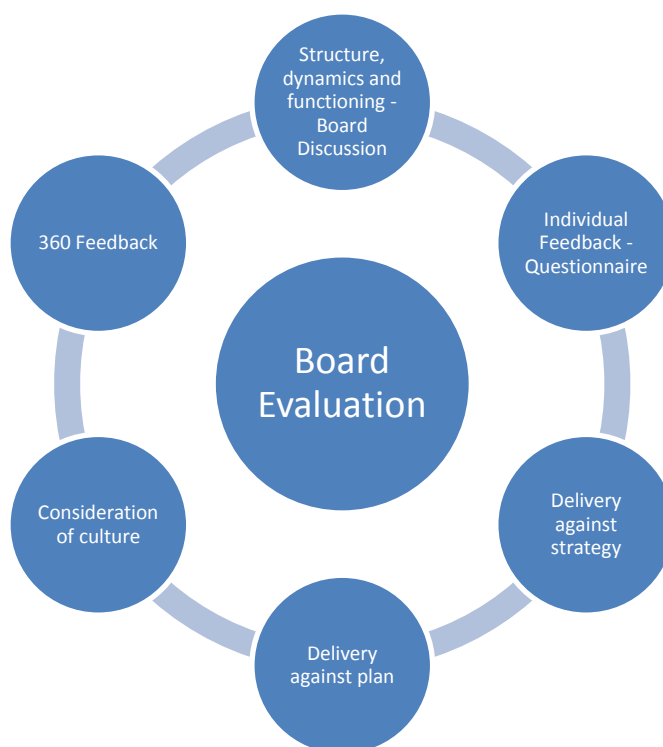 Structure,
dynamics and
functioning -
Board
Discussion
Individual
Feedback -
Questionnaire
Delivery
against
strategy
Delivery
against plan
Consideration
of culture
360 Feedback
Board
Evaluation